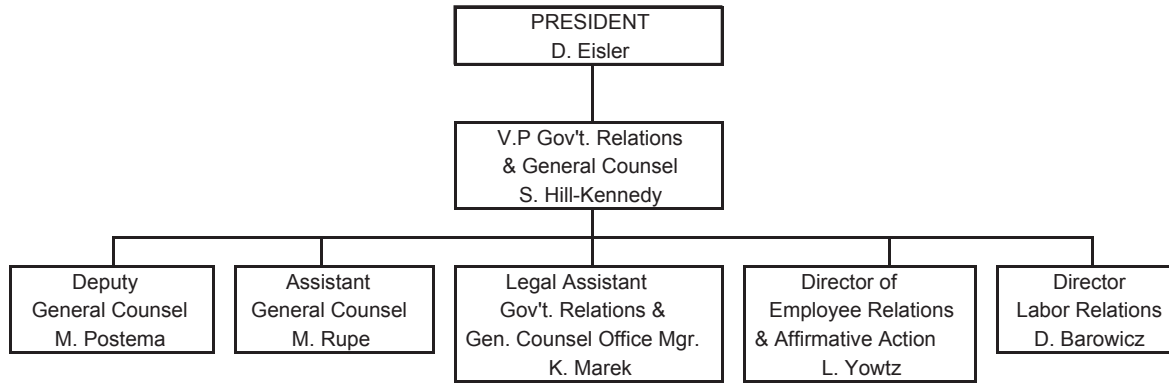 PRESIDENT
D. Eisler
V.P Gov't. Relations
& General Counsel
S. Hill-Kennedy
Deputy
General Counsel
M. Postema
Assistant
General Counsel
M. Rupe
Legal Assistant
Gov't. Relations &
Gen. Counsel Office Mgr.
K. Marek
Director of
Employee Relations
& Affirmative Action
L. Yowtz
Director
Labor Relations
D. Barowicz